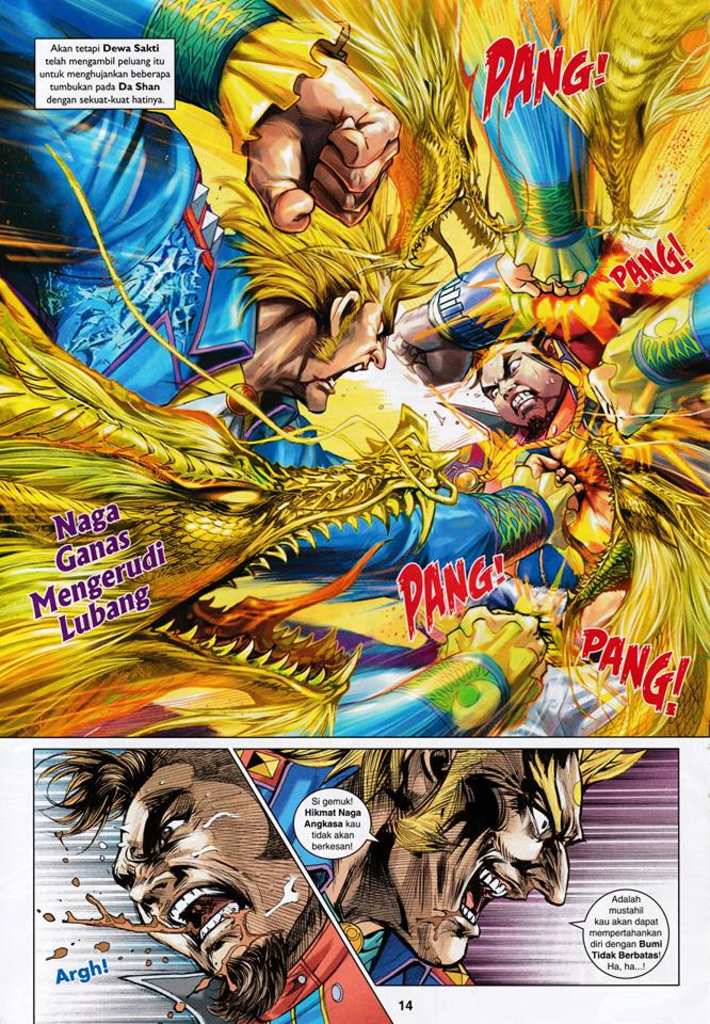 Akan tetapi Dewa Sakti
telah mengambil peluang itu
untuk menghujankan beberapa
tumbukan pada Da Shan
dengan sekuat-kuat hatinya.
PANG!
PANG!
Naga
Ganas
Mengerudi
Lubang
PANG!
PANG!
Argh!
Si gemuk!
Hikmat Naga
Angkasa kau
tidak akan
berkesan!
Adalah
mustahil
kau akan dapat
mempertahankan
diri dengan Bumi
Tidak Berbatas!
Ha, ha...!
14